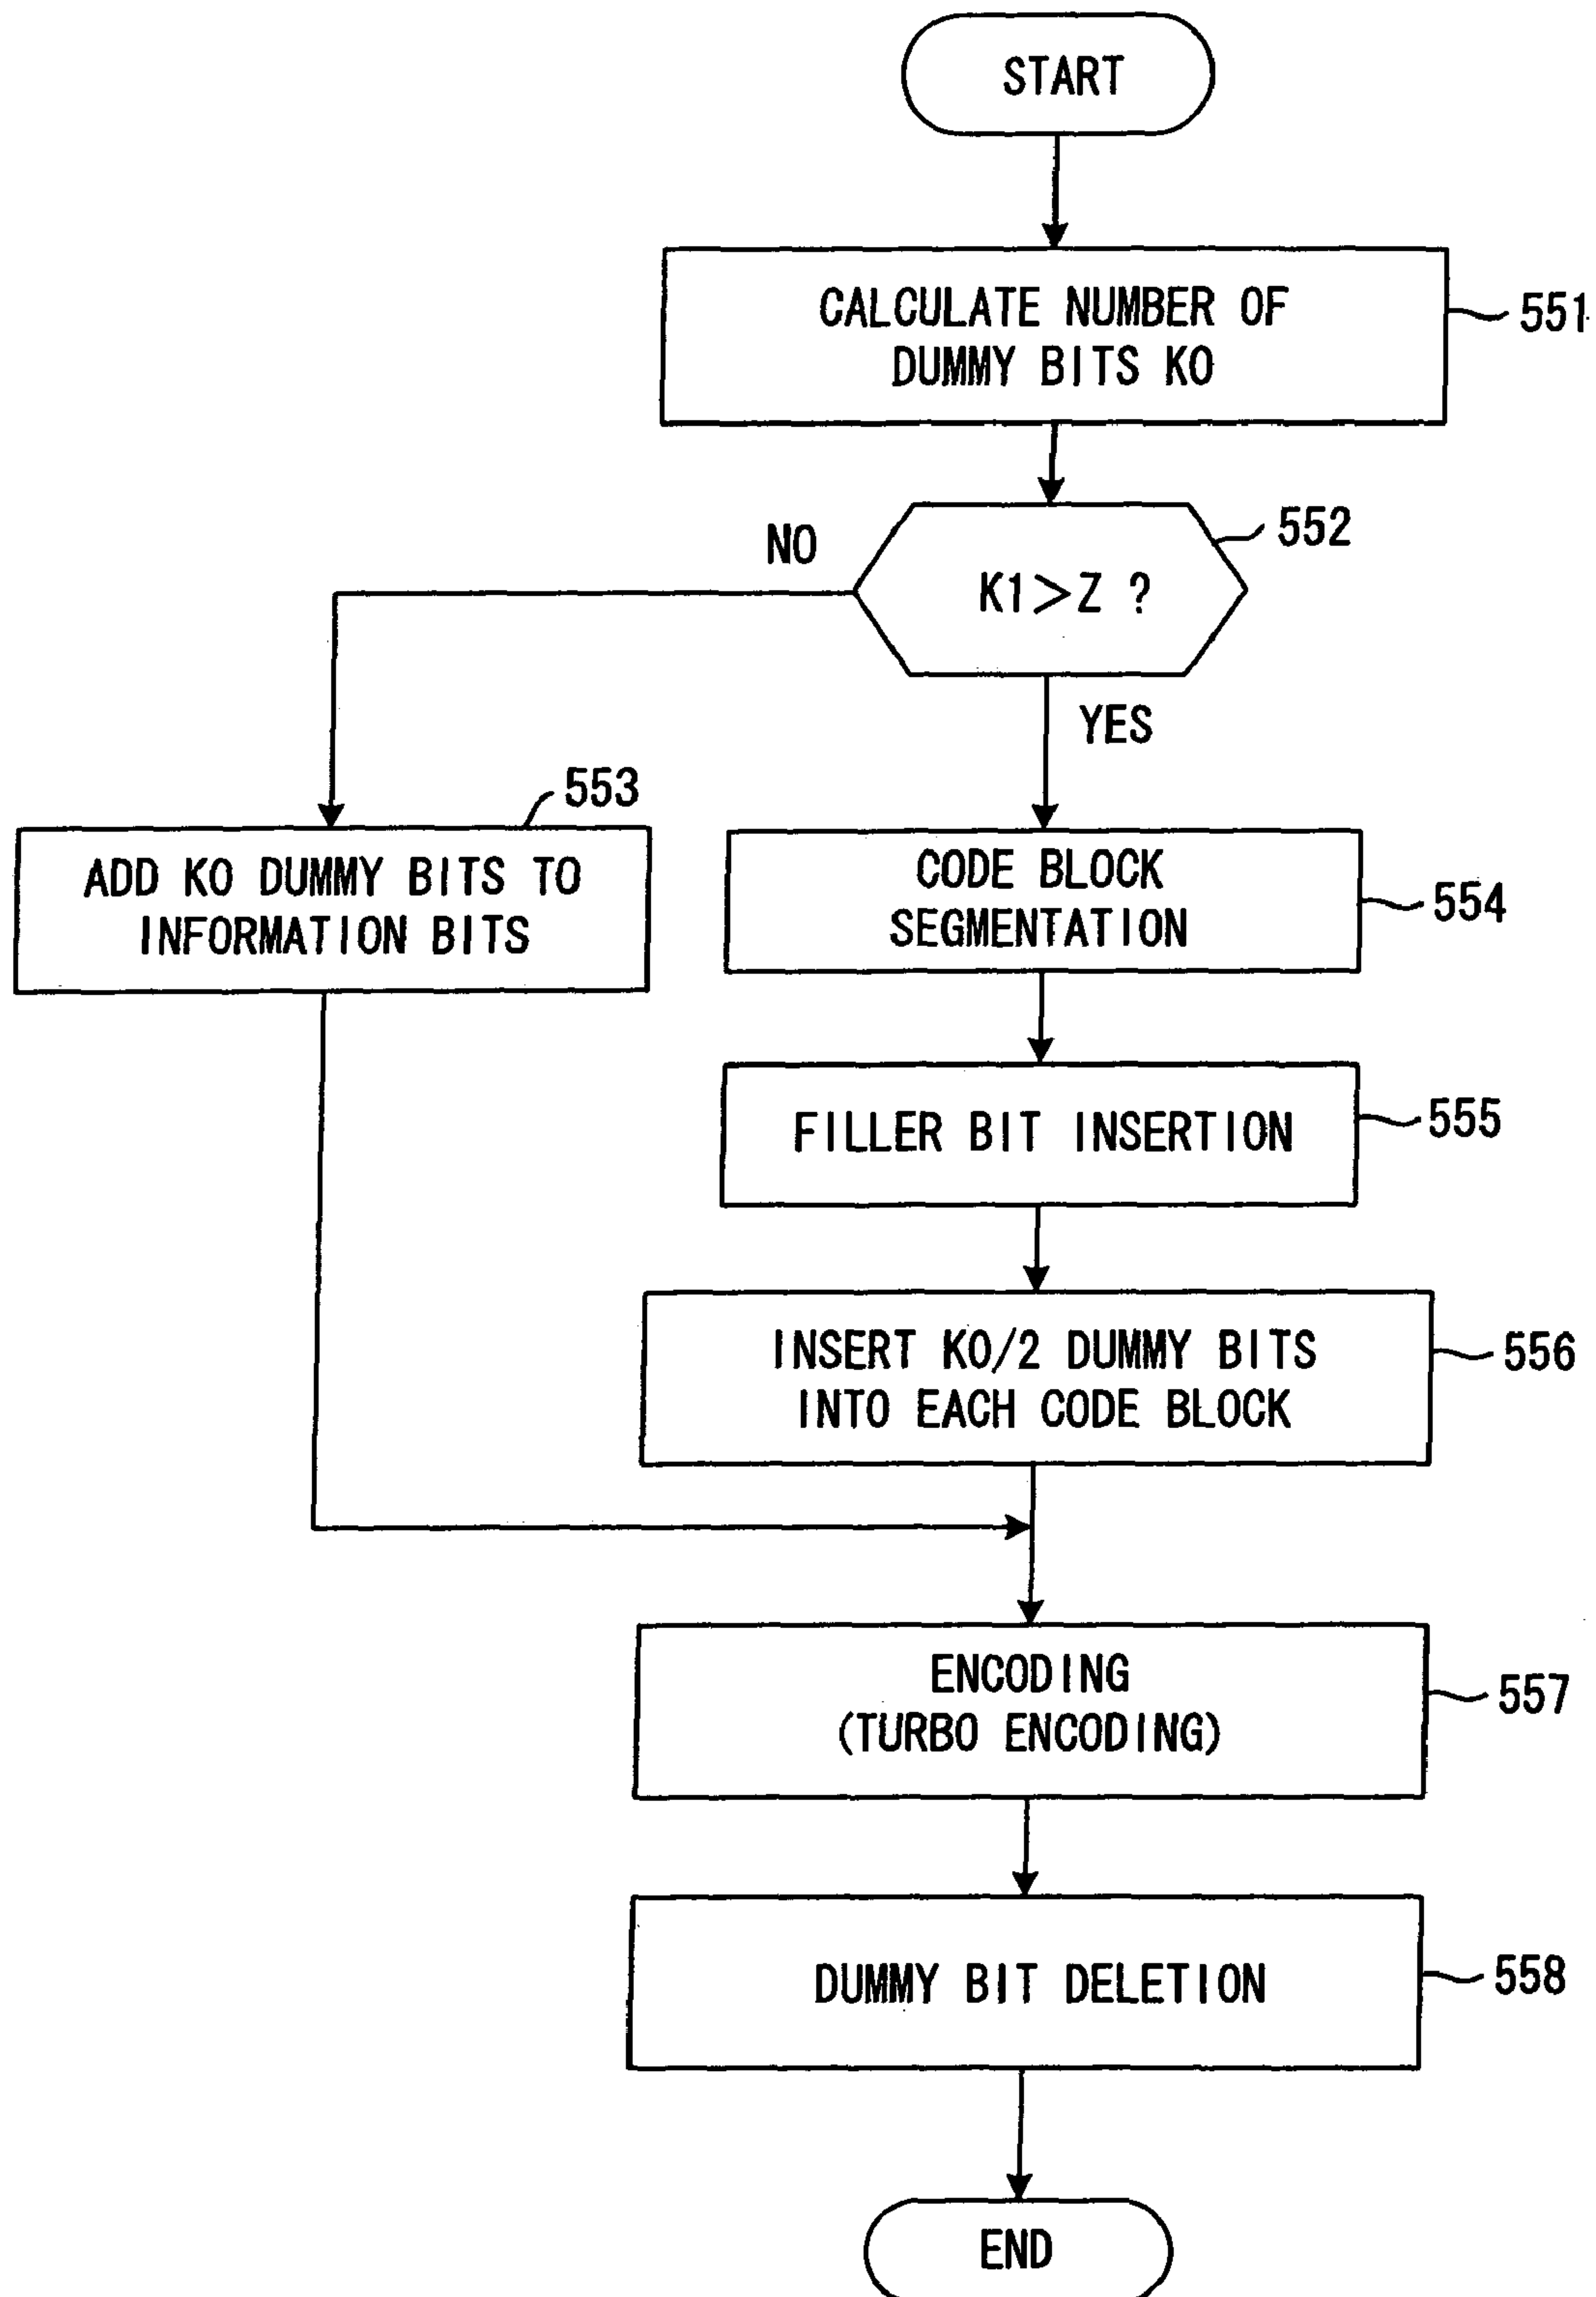 START
CALCULATE NUMBER OF
DUMMY BITS K0
551
552
NO
K1>Z ?
YES
553
ADD K0 DUMMY BITS TO
INFORMATION BITS
CODE BLOCK
SEGMENTATION
554
FILLER BIT INSERTION
555
INSERT K0/2 DUMMY BITS
INTO EACH CODE BLOCK
556
ENCODING
(TURBO ENCODING)
557
DUMMY BIT DELETION
558
END